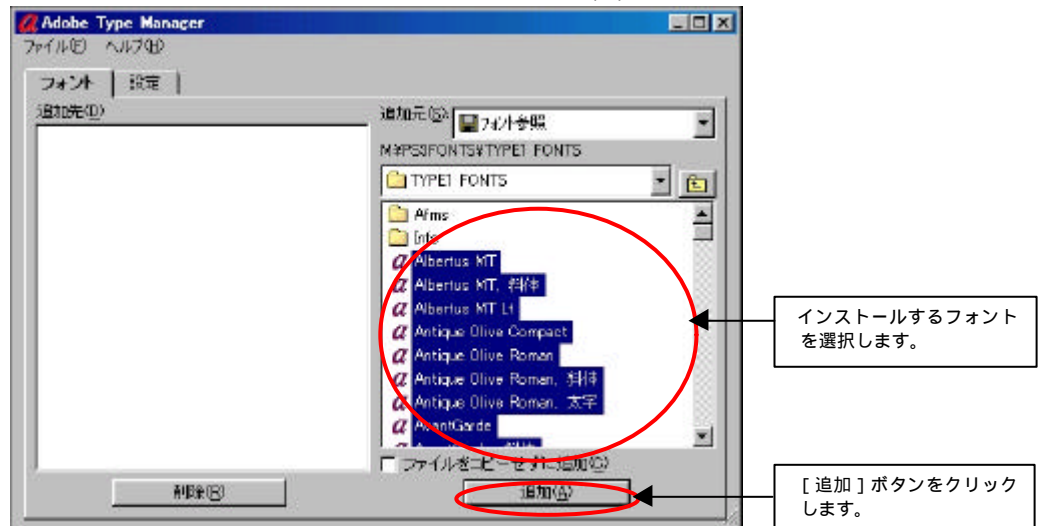 Adobe Type Manager
ファイル(F) ヘルプ(H)
フォント 設定
追加先(D)
追加元(S):
フォント参照
M:¥PS3FONTS¥TYPE1 FONTS
TYPE1 FONTS
Afms
Info
Albertus MT
Albertus MT, 斜体
Albertus MT Lt
Antique Olive Compact
Antique Olive Roman
Antique Olive Roman, 斜体
Antique Olive Roman, 太字
AvantGarde
ファイルをコピーせずに追加(C)
削除(R)
追加(A)
インストールするフォント
を選択します。
[追加]ボタンをクリック
します。